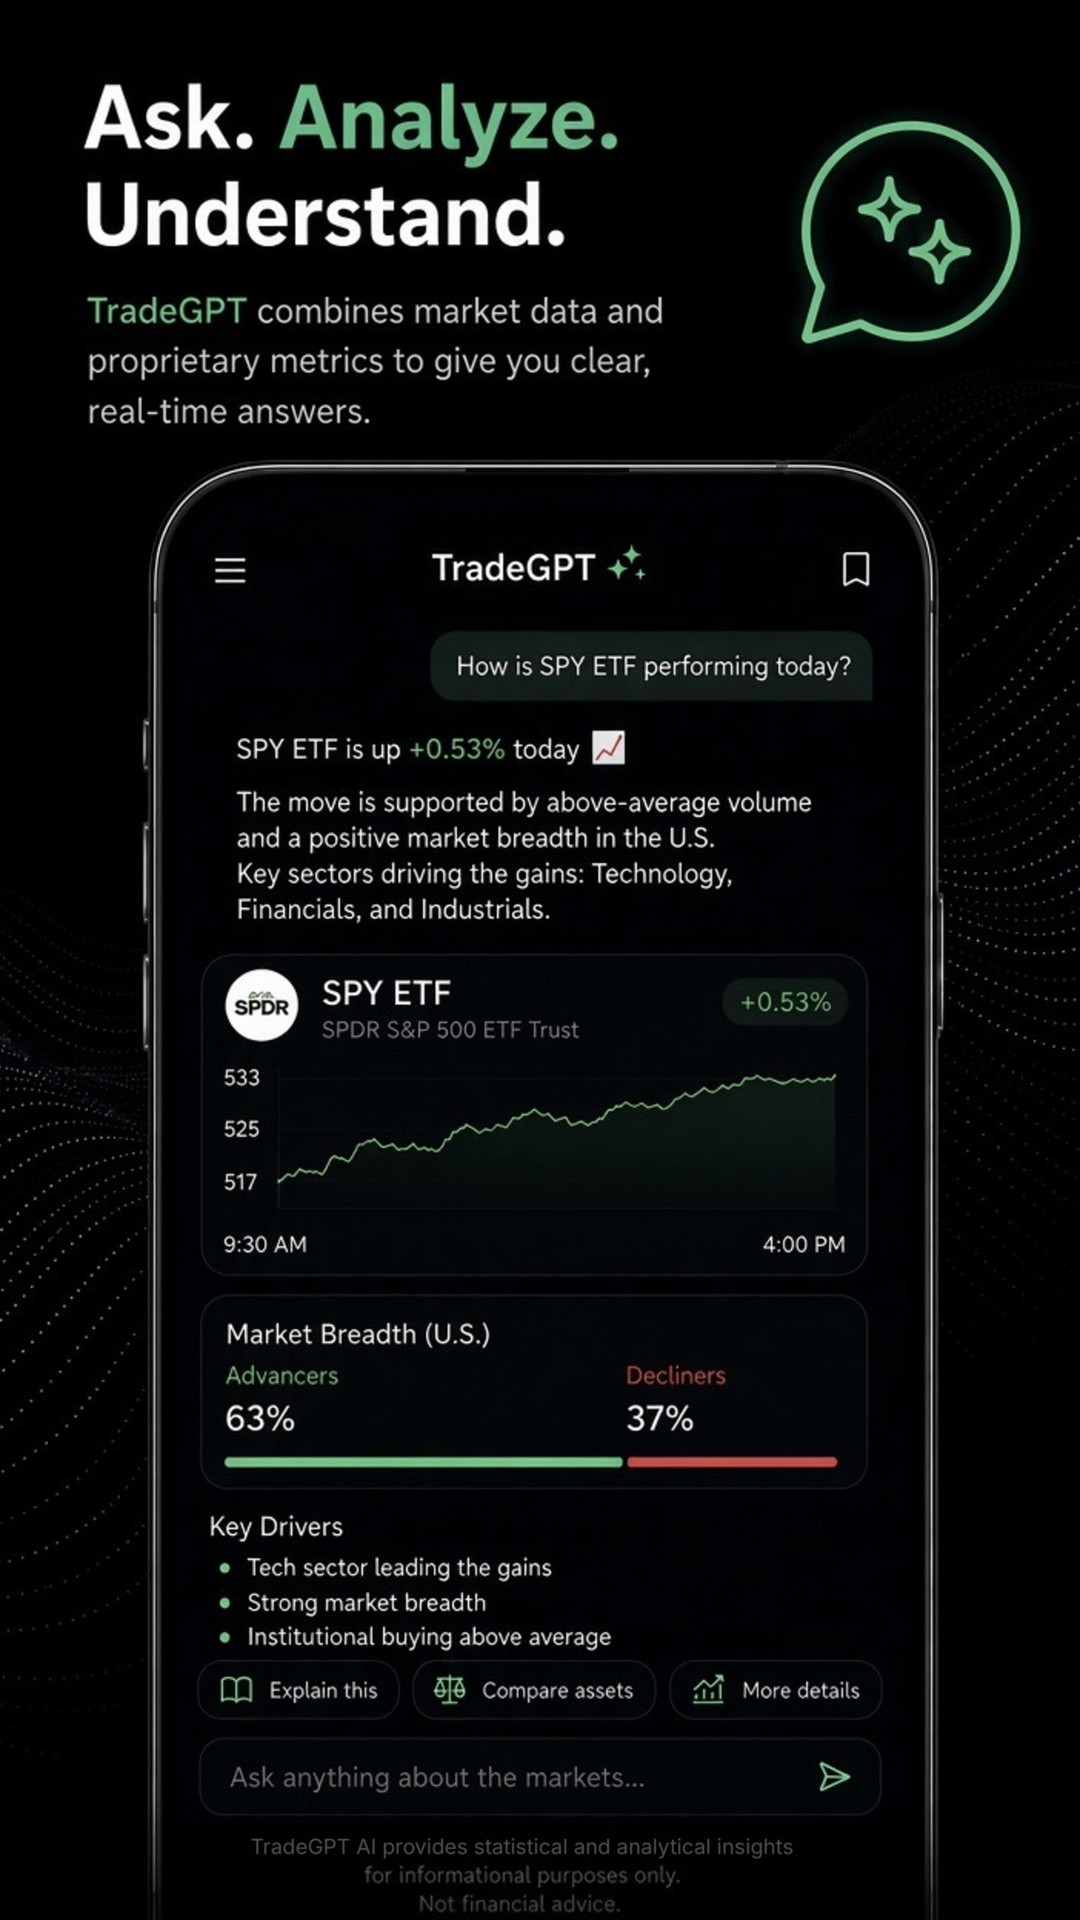 Ask. Analyze.
Understand.
TradeGPT combines market data and
proprietary metrics to give you clear,
real-time answers.
TradeGPT
How is SPY ETF performing today?
SPY ETF is up +0.53% today
The move is supported by above-average volume
and a positive market breadth in the U.S.
Key sectors driving the gains: Technology,
Financials, and Industrials.
SPDR
SPY ETF
+0.53%
SPDR S&P 500 ETF Trust
533
525
517
9:30 AM
4:00 PM
Market Breadth (U.S.)
Advancers
Decliners
63%
37%
Key Drivers
Tech sector leading the gains
Strong market breadth
Institutional buying above average
Explain this
Compare assets
More details
Ask anything about the markets...
TradeGPT AI provides statistical and analytical insights
for informational purposes only.
Not financial advice.